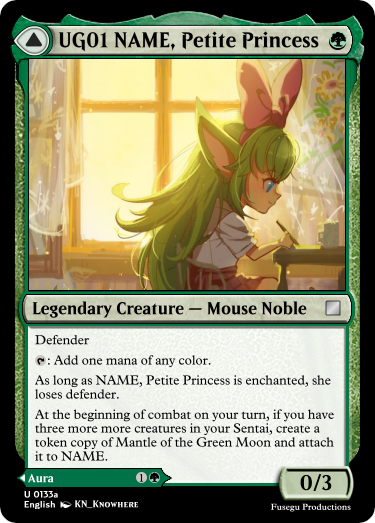 UG01 NAME, Petite Princess
Legendary Creature — Mouse Noble
Defender
: Add one mana of any color.
As long as NAME, Petite Princess is enchanted, she
loses defender.
At the beginning of combat on your turn, if you have
three more more creatures in your Sentai, create a
token copy of Mantle of the Green Moon and attach
it to NAME.
Aura 1
0/3
U 0133a
English KN_KNOWHERE
Fusegu Productions